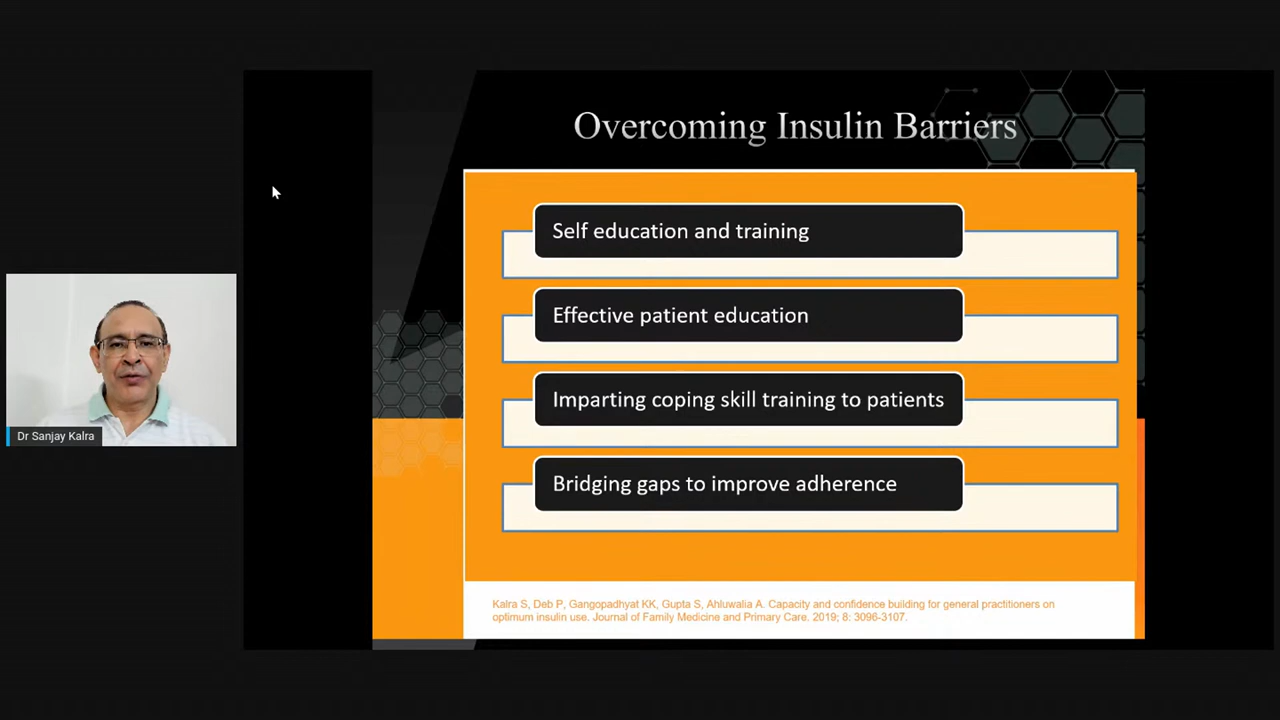 Overcoming Insulin Barriers
Self education and training
Effective patient education
Imparting coping skill training to patients
Bridging gaps to improve adherence
Kalra S, Deb P, Gangopadhyat KK, Gupta S, Ahluwalia A. Capacity and confidence building for general practitioners on
optimum insulin use. Journal of Family Medicine and Primary Care. 2019; 8: 3096-3107.
Dr Sanjay Kalra